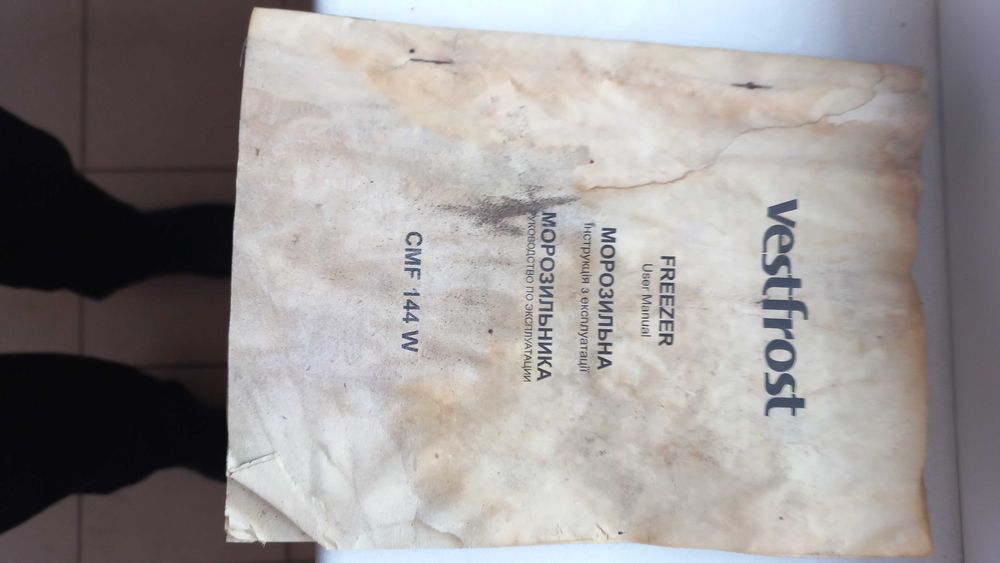 vestfrost
FREEZER
User Manual
МОРОЗИЛЬНА
Інструкція з експлуатації
МОРОЗИЛЬНИКА
РУКОВОДСТВО ПО ЭКСПЛУАТАЦИИ
CMF 144 W